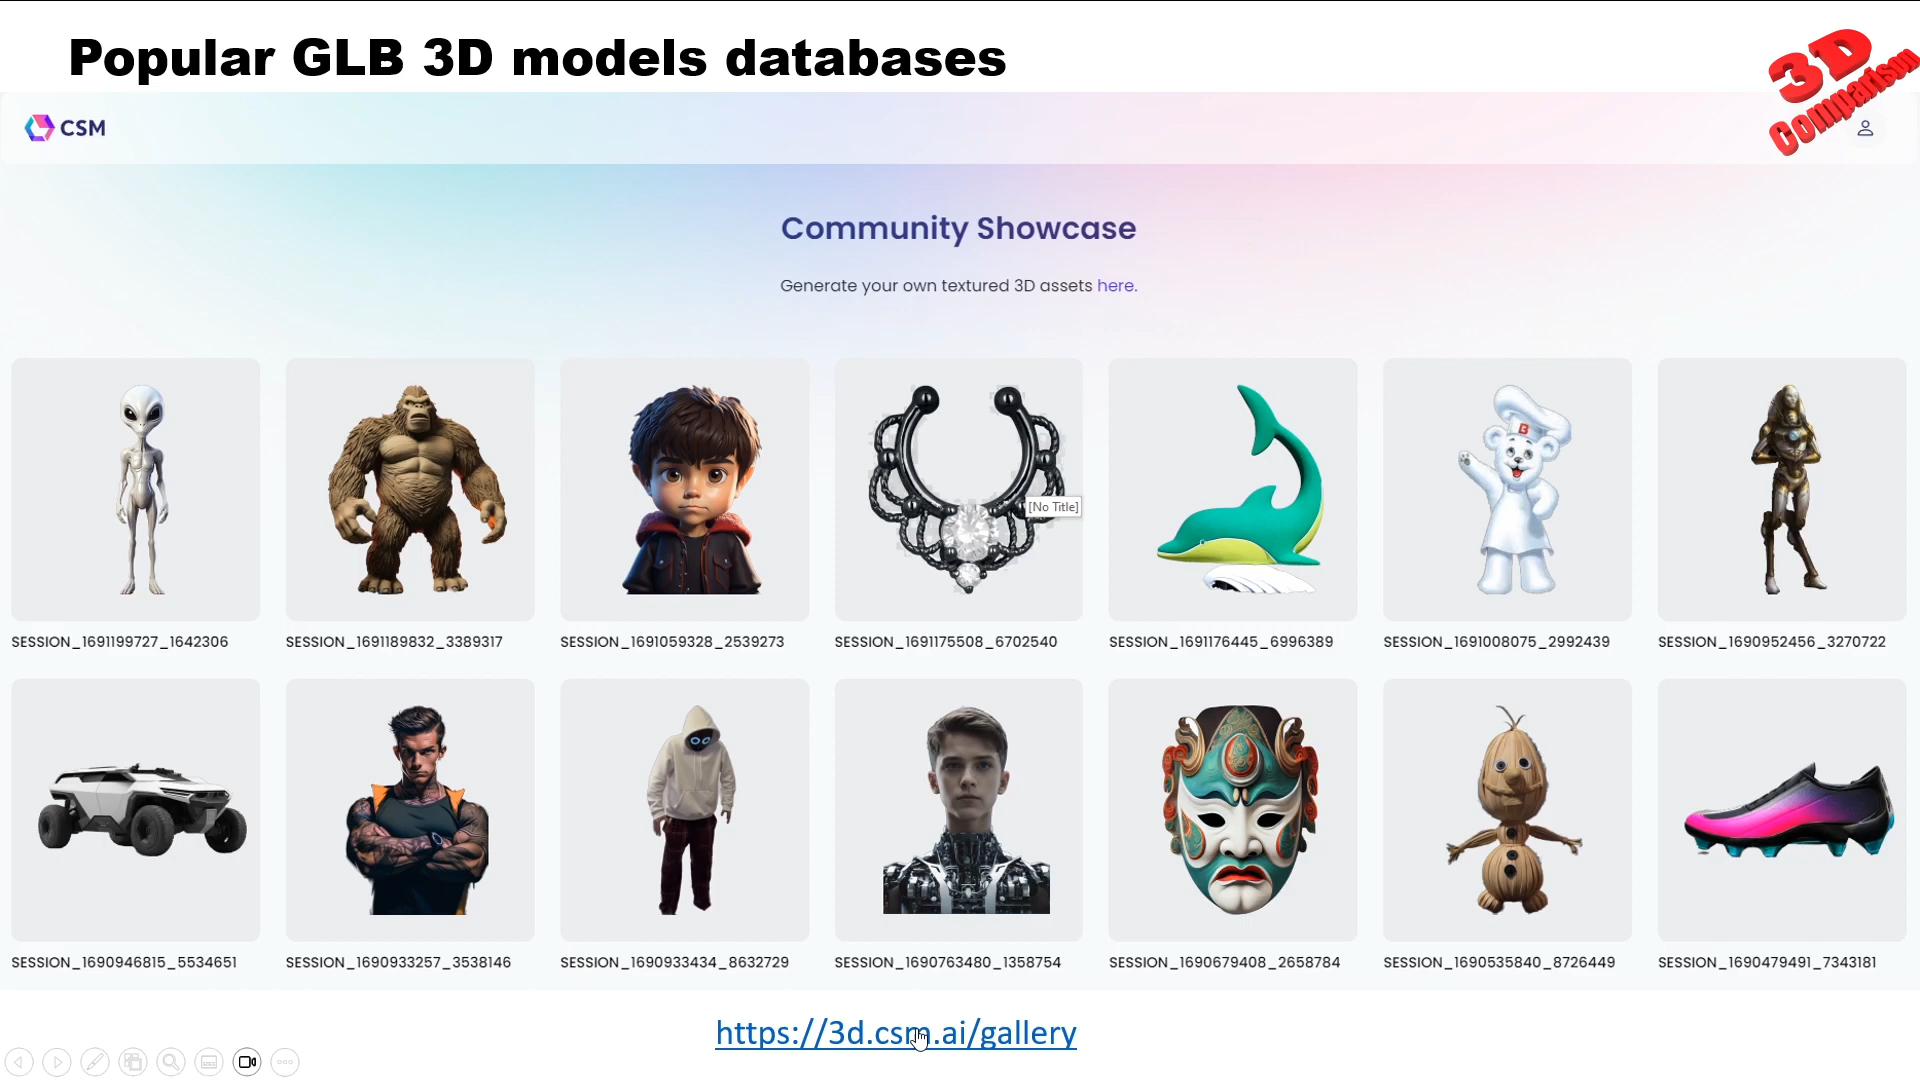 Popular GLB 3D models databases
3D
Comparison
CSM
Community Showcase
Generate your own textured 3D assets here.
B
[No Title]
SESSION_1691199727_1642306
SESSION_1691189832_3389317
SESSION_1691059328_2539273
SESSION_1691175508_6702540
SESSION_1691176445_6996389
SESSION_1691008075_2992439
SESSION_1690952456_3270722
SESSION_1690946815_5534651
SESSION_1690933257_3538146
SESSION_1690933434_8632729
SESSION_1690763480_1358754
SESSION_1690679408_2658784
SESSION_1690535840_8726449
SESSION_1690479491_7343181
https://3d.csm.ai/gallery